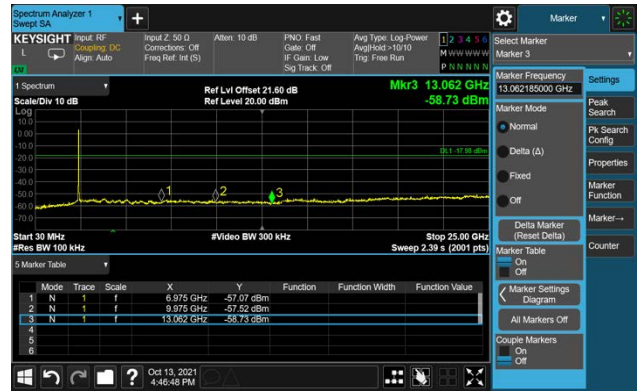 Spectrum Analyzer 1
Swept SA
+
Marker
KEYSIGHT
L
Input: RF
Coupling: DC
Align: Auto
Input Z: 50 Ω
Corrections: Off
Freq Ref: Int (S)
Atten: 10 dB
PNO: Fast
Gate: Off
IF Gain: Low
Sig Track: Off
Avg Type: Log-Power
Avg|Hold:>10/10
Trig: Free Run
1 2 3 4 5 6
M W W W W W
P N N N N N
Select Marker
Marker 3
1 Spectrum
Scale/Div 10 dB
Ref Lvl Offset 21.60 dB
Ref Level 20.00 dBm
Mkr3 13.062 GHz
-58.73 dBm
Log
10.0
0.00
-10.0
-20.0
-30.0
-40.0
-50.0
-60.0
-70.0
DL1 -17.98 dBm
1
2
3
Start 30 MHz
#Res BW 100 kHz
#Video BW 300 kHz
Stop 25.00 GHz
Sweep 2.39 s (2001 pts)
5 Marker Table
Mode Trace Scale X Y Function Function Width Function Value
1 N 1 f 6.975 GHz -57.07 dBm
2 N 1 f 9.975 GHz -57.52 dBm
3 N 1 f 13.062 GHz -58.73 dBm
4
5
6
Marker Frequency
13.062185000 GHz
Marker Mode
Normal
Delta (Δ)
Fixed
Off
Delta Marker
(Reset Delta)
Marker Table
On
Off
Marker Settings
Diagram
All Markers Off
Couple Markers
On
Off
Settings
Peak
Search
Pk Search
Config
Properties
Marker
Function
Marker→
Counter
?
Oct 13, 2021
4:46:48 PM